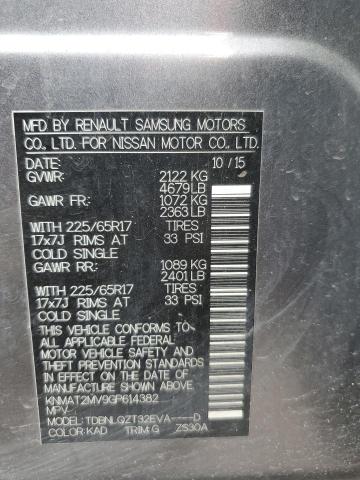 MFD BY RENAULT SAMSUNG MOTORS
CO., LTD. FOR NISSAN MOTOR CO., LTD.
DATE: 10 / 15
GVWR: 2122 KG
4679 LB
GAWR FR: 1072 KG
2363 LB
WITH 225/65R17 TIRES
17x7J RIMS AT 33 PSI
COLD SINGLE
GAWR RR: 1089 KG
2401 LB
WITH 225/65R17 TIRES
17x7J RIMS AT 33 PSI
COLD SINGLE
THIS VEHICLE CONFORMS TO
ALL APPLICABLE FEDERAL
MOTOR VEHICLE SAFETY AND
THEFT PREVENTION STANDARDS
IN EFFECT ON THE DATE OF
MANUFACTURE SHOWN ABOVE.
KNMAT2MV9GP614382
MPV
MODEL: TDBNLQZT32EVA----D
COLOR: KAD TRIM: G ZS30A